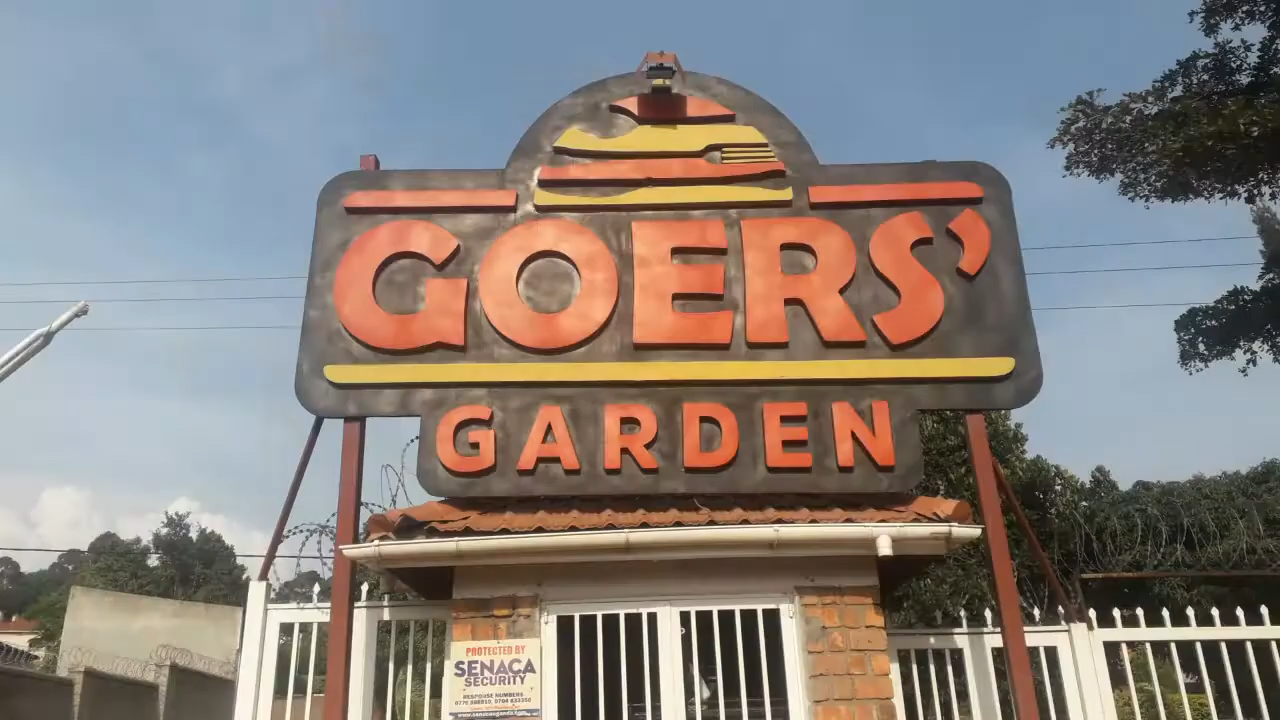 GOERS'
GARDEN
PROTECTED BY
SENACA
SECURITY
RESPONSE NUMBERS